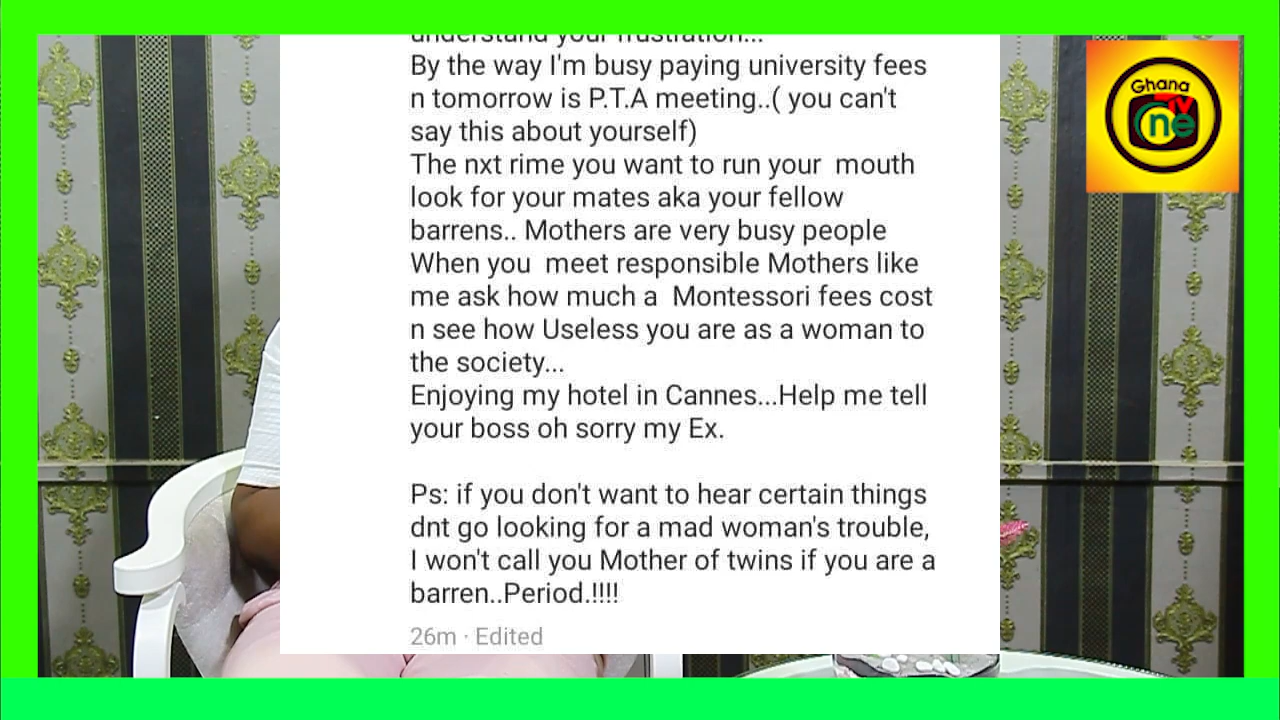 understand your frustration...
By the way I'm busy paying university fees
n tomorrow is P.T.A meeting..( you can't
say this about yourself)
The nxt rime you want to run your  mouth
look for your mates aka your fellow
barrens.. Mothers are very busy people
When you  meet responsible Mothers like
me ask how much a  Montessori fees cost
n see how Useless you are as a woman to
the society...
Enjoying my hotel in Cannes...Help me tell
your boss oh sorry my Ex.
Ps: if you don't want to hear certain things
dnt go looking for a mad woman's trouble,
I won't call you Mother of twins if you are a
barren..Period.!!!!
26m · Edited
Ghana
TV
One